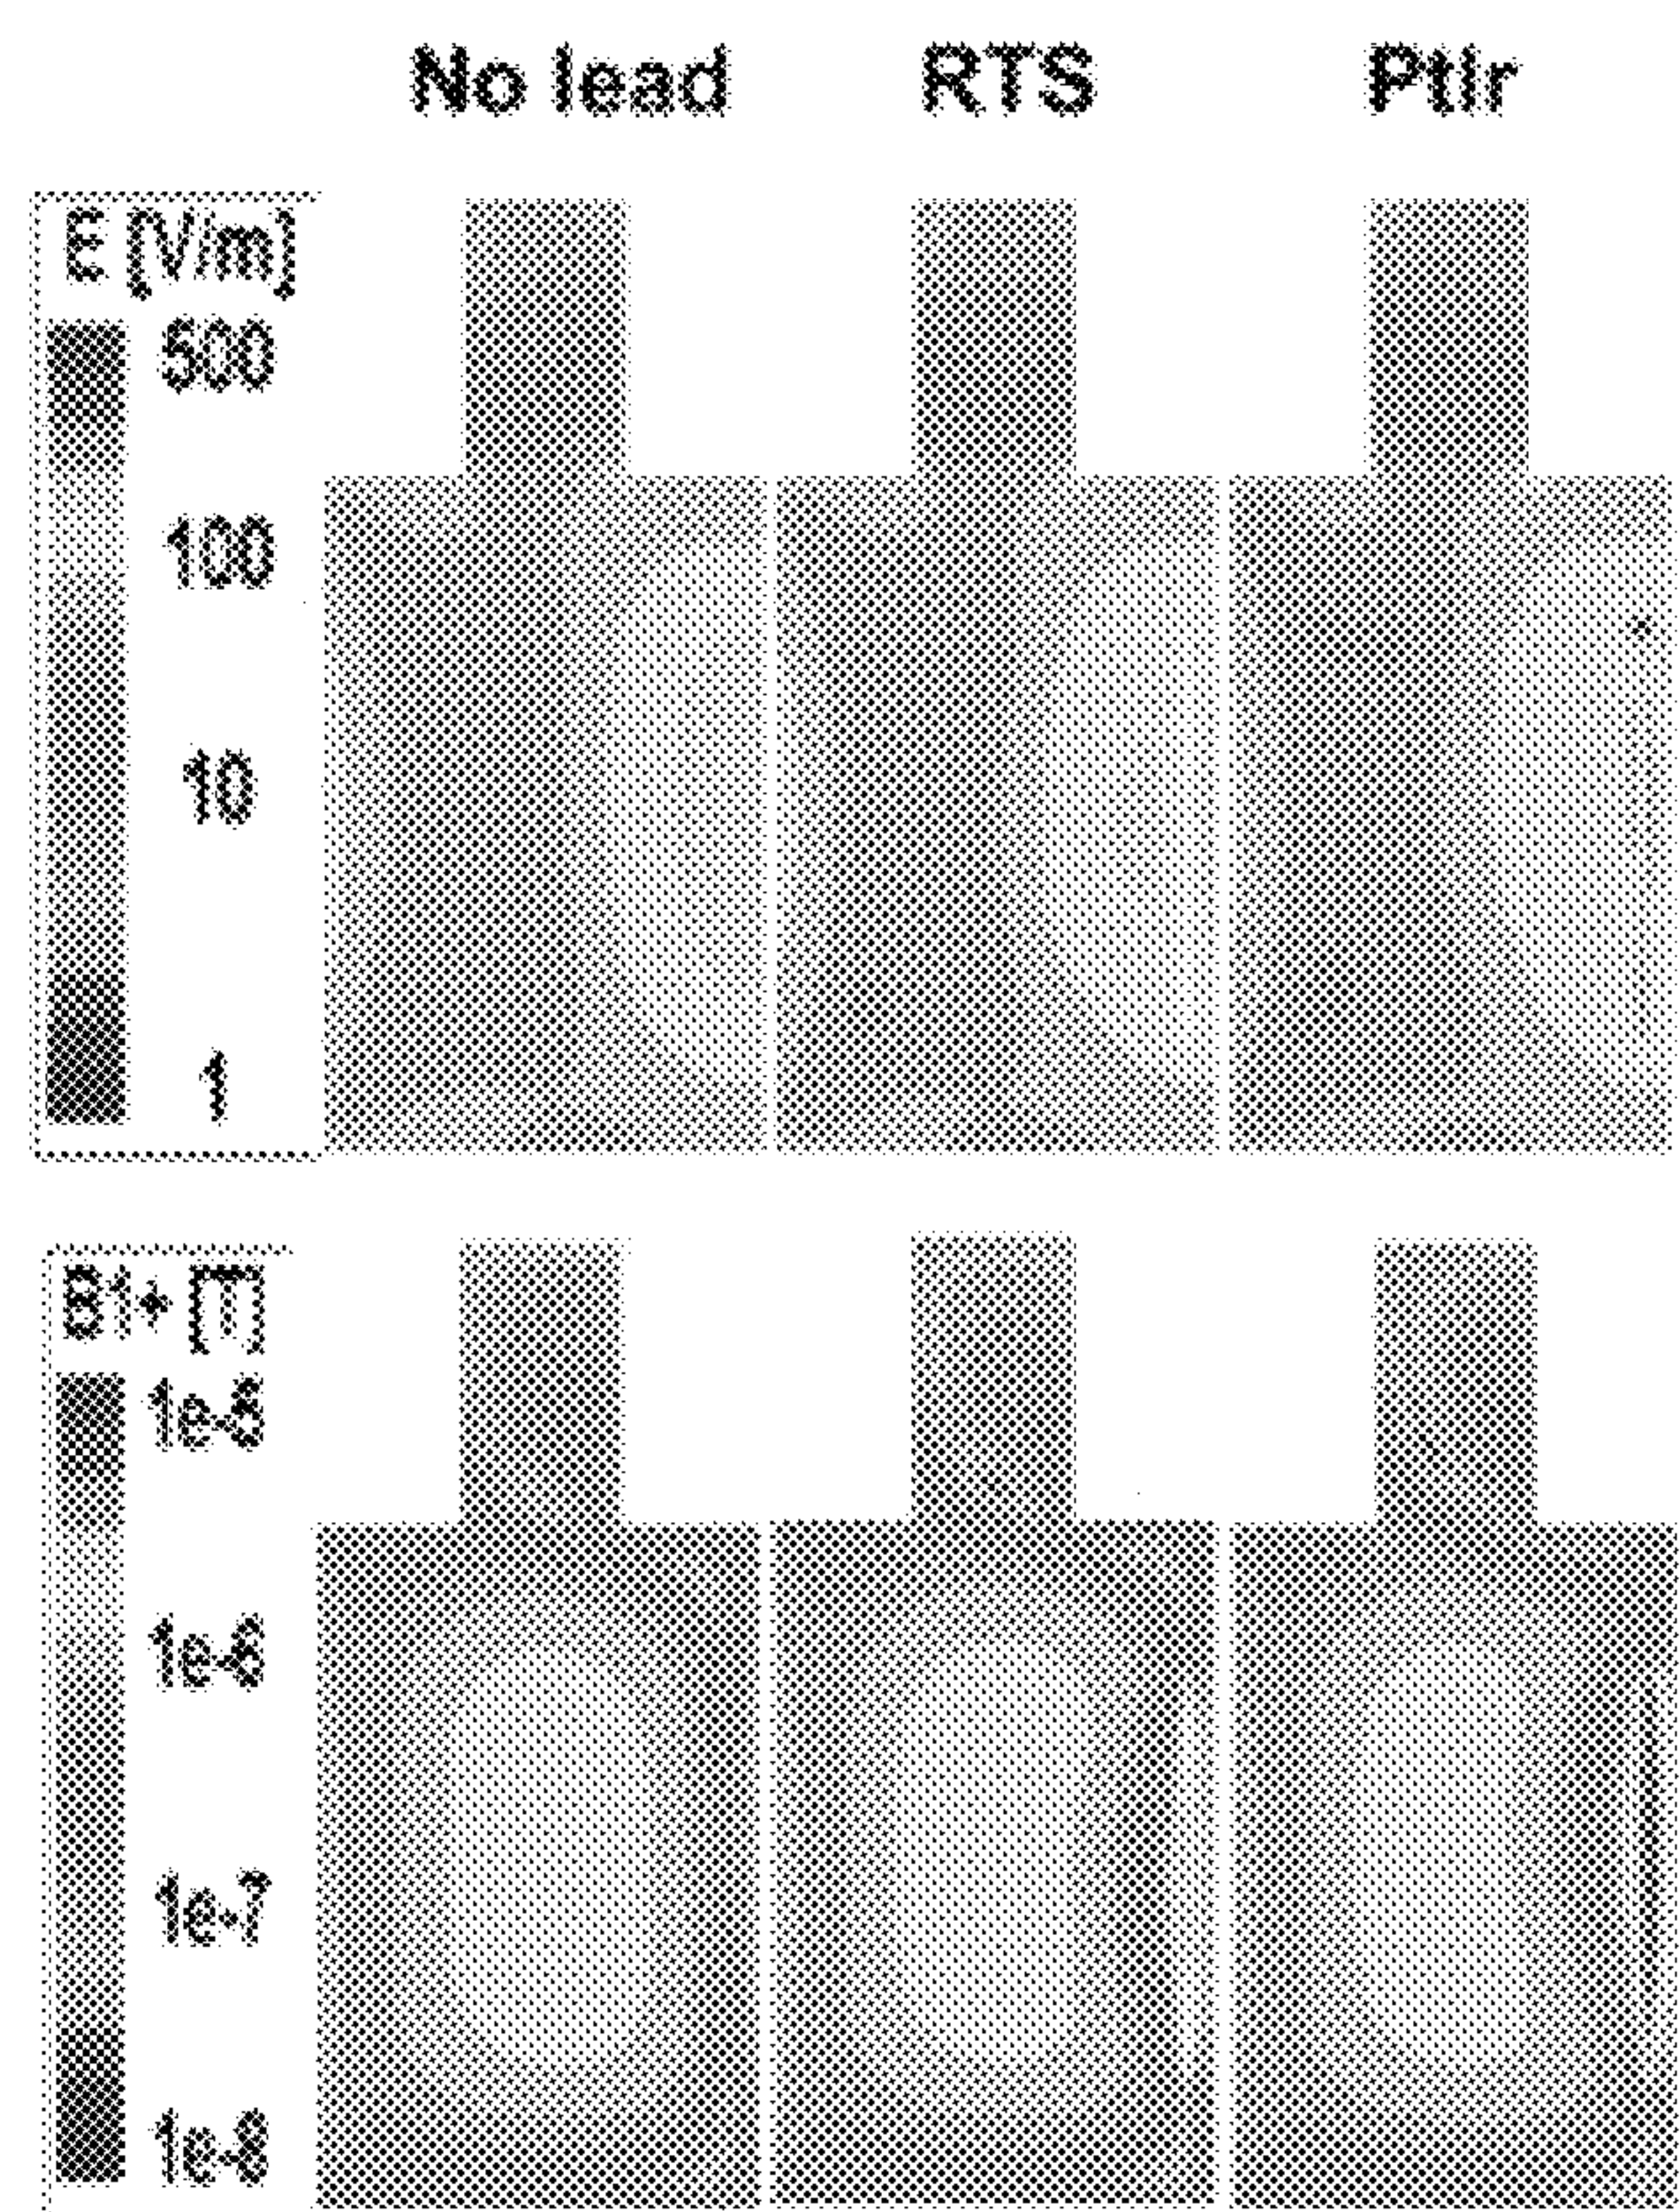 No lead RTS PtIr
E [V/m]
500
100
10
1
B1+ [T]
1e-5
1e-6
1e-7
1e-8